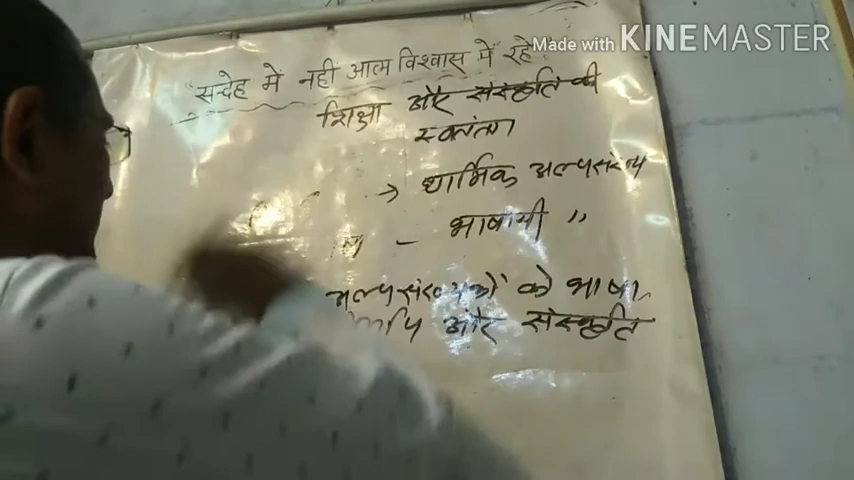 Made with KINEMASTER
"सन्देह में नहीं आत्म विश्वास में रहे"
शिक्षा और संस्कृति की
स्वतंत्रता
→ धार्मिक अल्पसंख्य
– भाषायी "
अल्पसंख्यकों को भाषा,
और संस्कृति